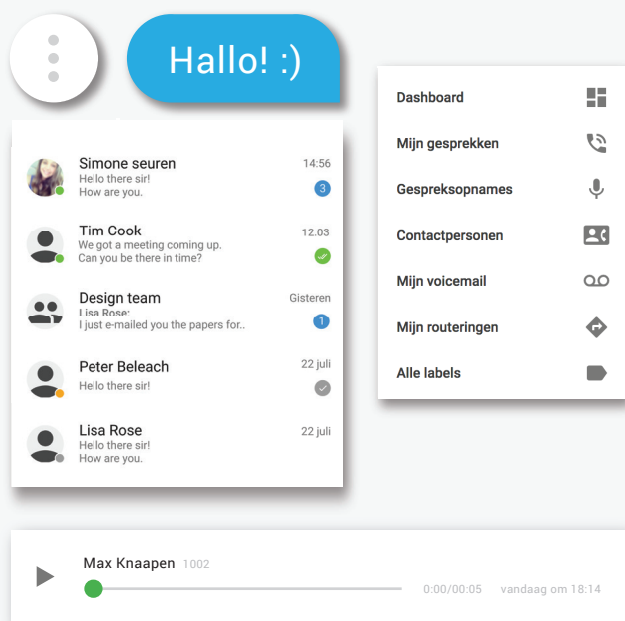 Hallo! :)
Simone seuren 14:56
Hello there sir!
How are you. 3
Tim Cook 12.03
We got a meeting coming up.
Can you be there in time?
Design team Gisteren
Lisa Rose:
I just e-mailed you the papers for.. 1
Peter Beleach 22 juli
Hello there sir!
Lisa Rose 22 juli
Hello there sir!
How are you.
Dashboard
Mijn gesprekken
Gespreksopnames
Contactpersonen
Mijn voicemail
Mijn routeringen
Alle labels
Max Knaapen 1002
0:00/00:05 vandaag om 18:14